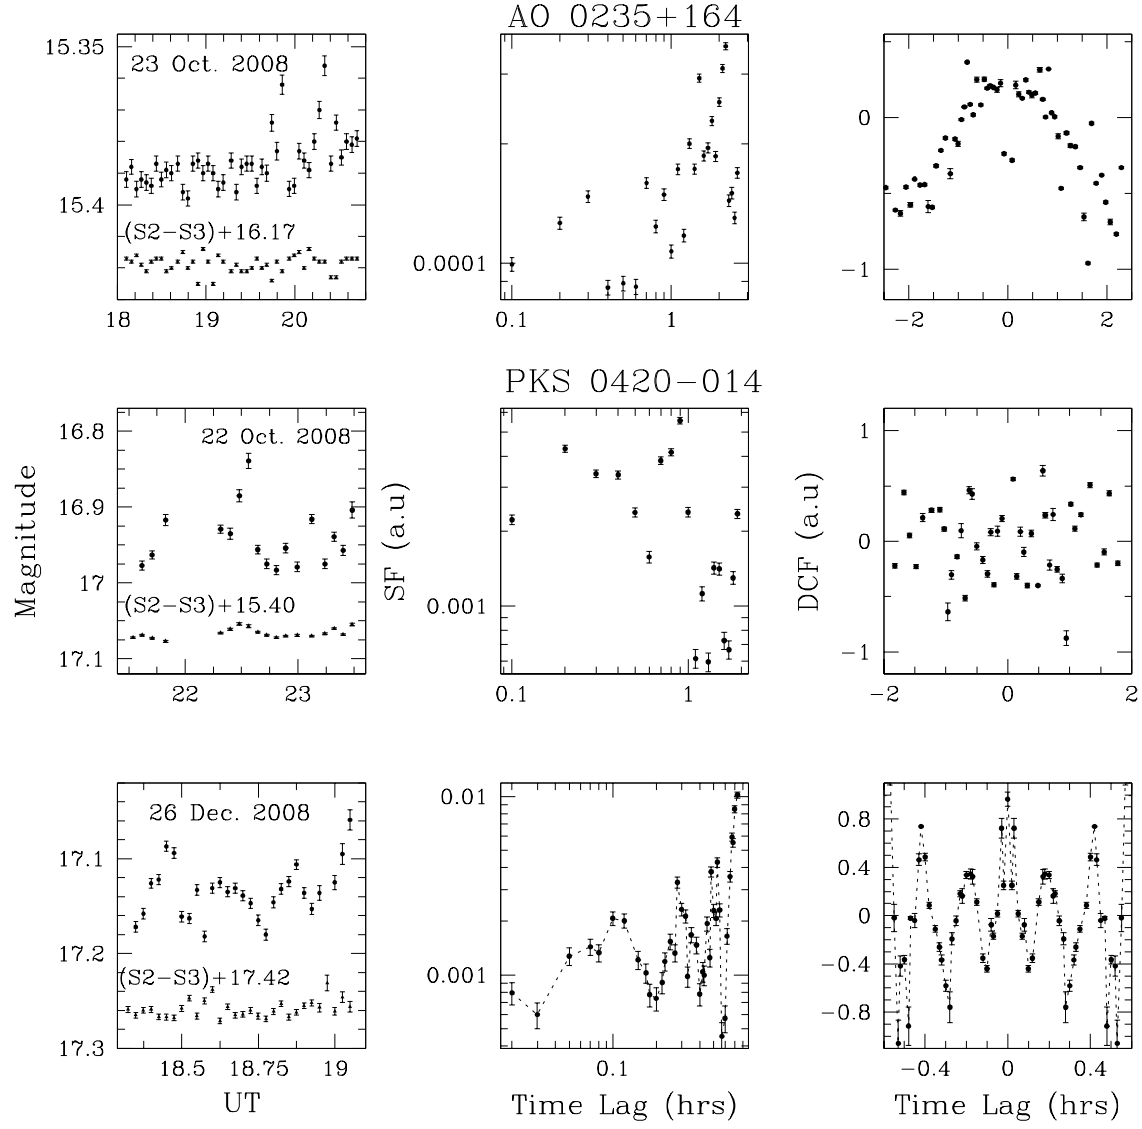 AO 0235+164
15.35
15.4
23 Oct. 2008
(S2−S3)+16.17
18 19 20
0.0001
0.1 1
0
−1
−2 0 2
PKS 0420−014
16.8
16.9
17
17.1
22 Oct. 2008
(S2−S3)+15.40
22 23
0.001
0.1 1
1
0
−1
−2 0 2
Magnitude
SF (a.u)
DCF (a.u)
17.1
17.2
17.3
26 Dec. 2008
(S2−S3)+17.42
18.5 18.75 19
UT
0.01
0.001
0.1
Time Lag (hrs)
0.8
0.4
0
−0.4
−0.8
−0.4 0 0.4
Time Lag (hrs)